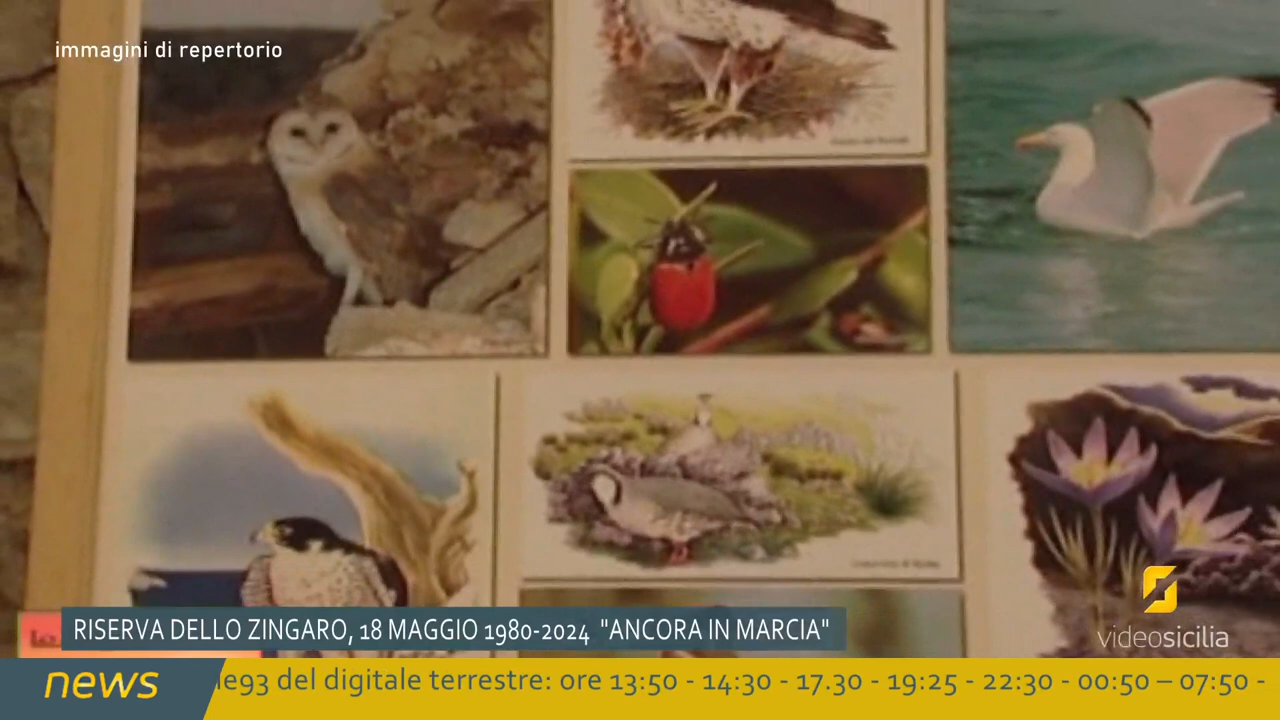 immagini di repertorio
RISERVA DELLO ZINGARO, 18 MAGGIO 1980-2024 "ANCORA IN MARCIA"
videosicilia
news
le93 del digitale terrestre: ore 13:50 - 14:30 - 17.30 - 19:25 - 22:30 - 00:50 – 07:50 -